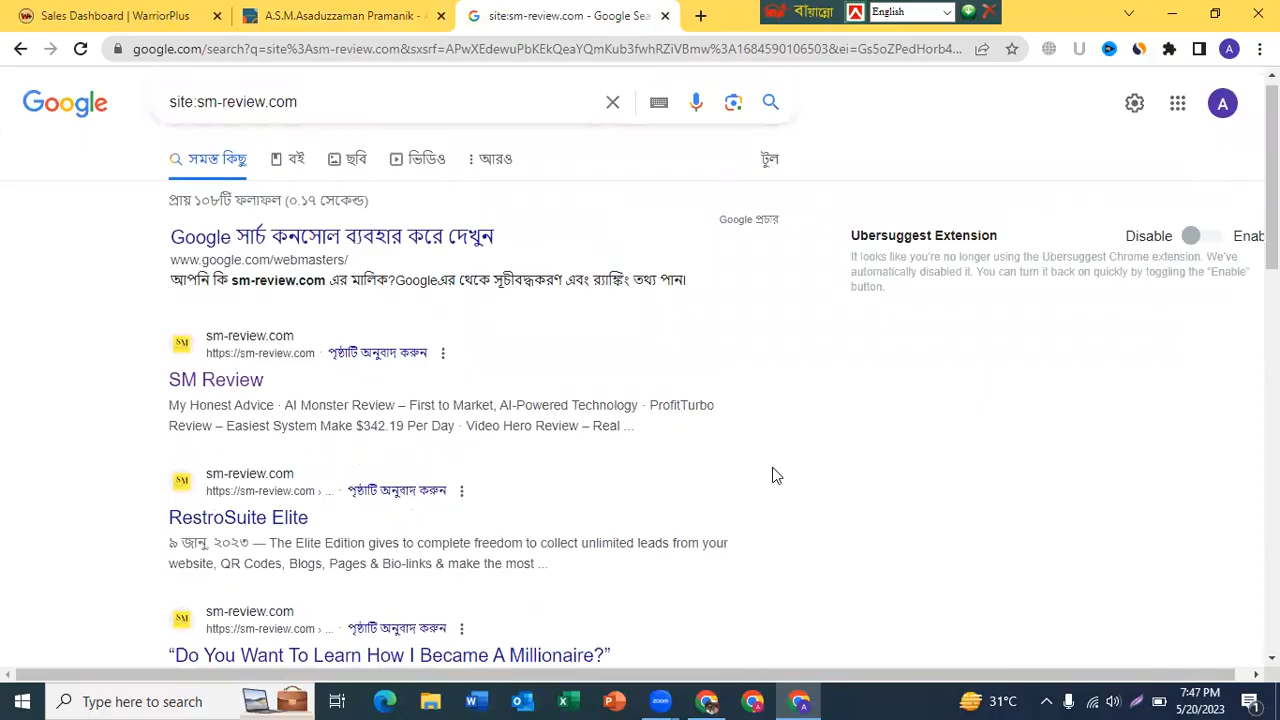 Sales Dashboard | WarriorPlus
A.S.M.Asaduzzaman Pramanik -
site:sm-review.com - Google Sea
বায়ান্নো
English
google.com/search?q=site%3Asm-review.com&sxsrf=APwXEdewuPbKEkQeaYQmKub3fwhRZiVBmw%3A1684590106503&ei=Gs5oZPedHorb4...
A
Google
site:sm-review.com
A
সমস্ত কিছু
বই
ছবি
ভিডিও
আরও
টুল
প্রায় ১০৮টি ফলাফল (০.১৭ সেকেন্ড)
Google প্রচার
Google সার্চ কনসোল ব্যবহার করে দেখুন
www.google.com/webmasters/
আপনি কি sm-review.com এর মালিক?Googleএর থেকে সূচীবদ্ধকরণ এবং র‍্যাঙ্কিং তথ্য পান।
Ubersuggest Extension
Disable
Enab
It looks like you're no longer using the Ubersuggest Chrome extension. We've
automatically disabled it. You can turn it back on quickly by toggling the "Enable"
button.
SM
sm-review.com
https://sm-review.com · পৃষ্ঠাটি অনুবাদ করুন
SM Review
My Honest Advice · AI Monster Review – First to Market, AI-Powered Technology · ProfitTurbo
Review – Easiest System Make $342.19 Per Day · Video Hero Review – Real ...
SM
sm-review.com
https://sm-review.com › ... পৃষ্ঠাটি অনুবাদ করুন
RestroSuite Elite
৯ জানু, ২০২৩ — The Elite Edition gives to complete freedom to collect unlimited leads from your
website, QR Codes, Blogs, Pages & Bio-links & make the most ...
SM
sm-review.com
https://sm-review.com › ... পৃষ্ঠাটি অনুবাদ করুন
“Do You Want To Learn How I Became A Millionaire?”
Type here to search
zoom
31°C
7:47 PM
5/20/2023
1